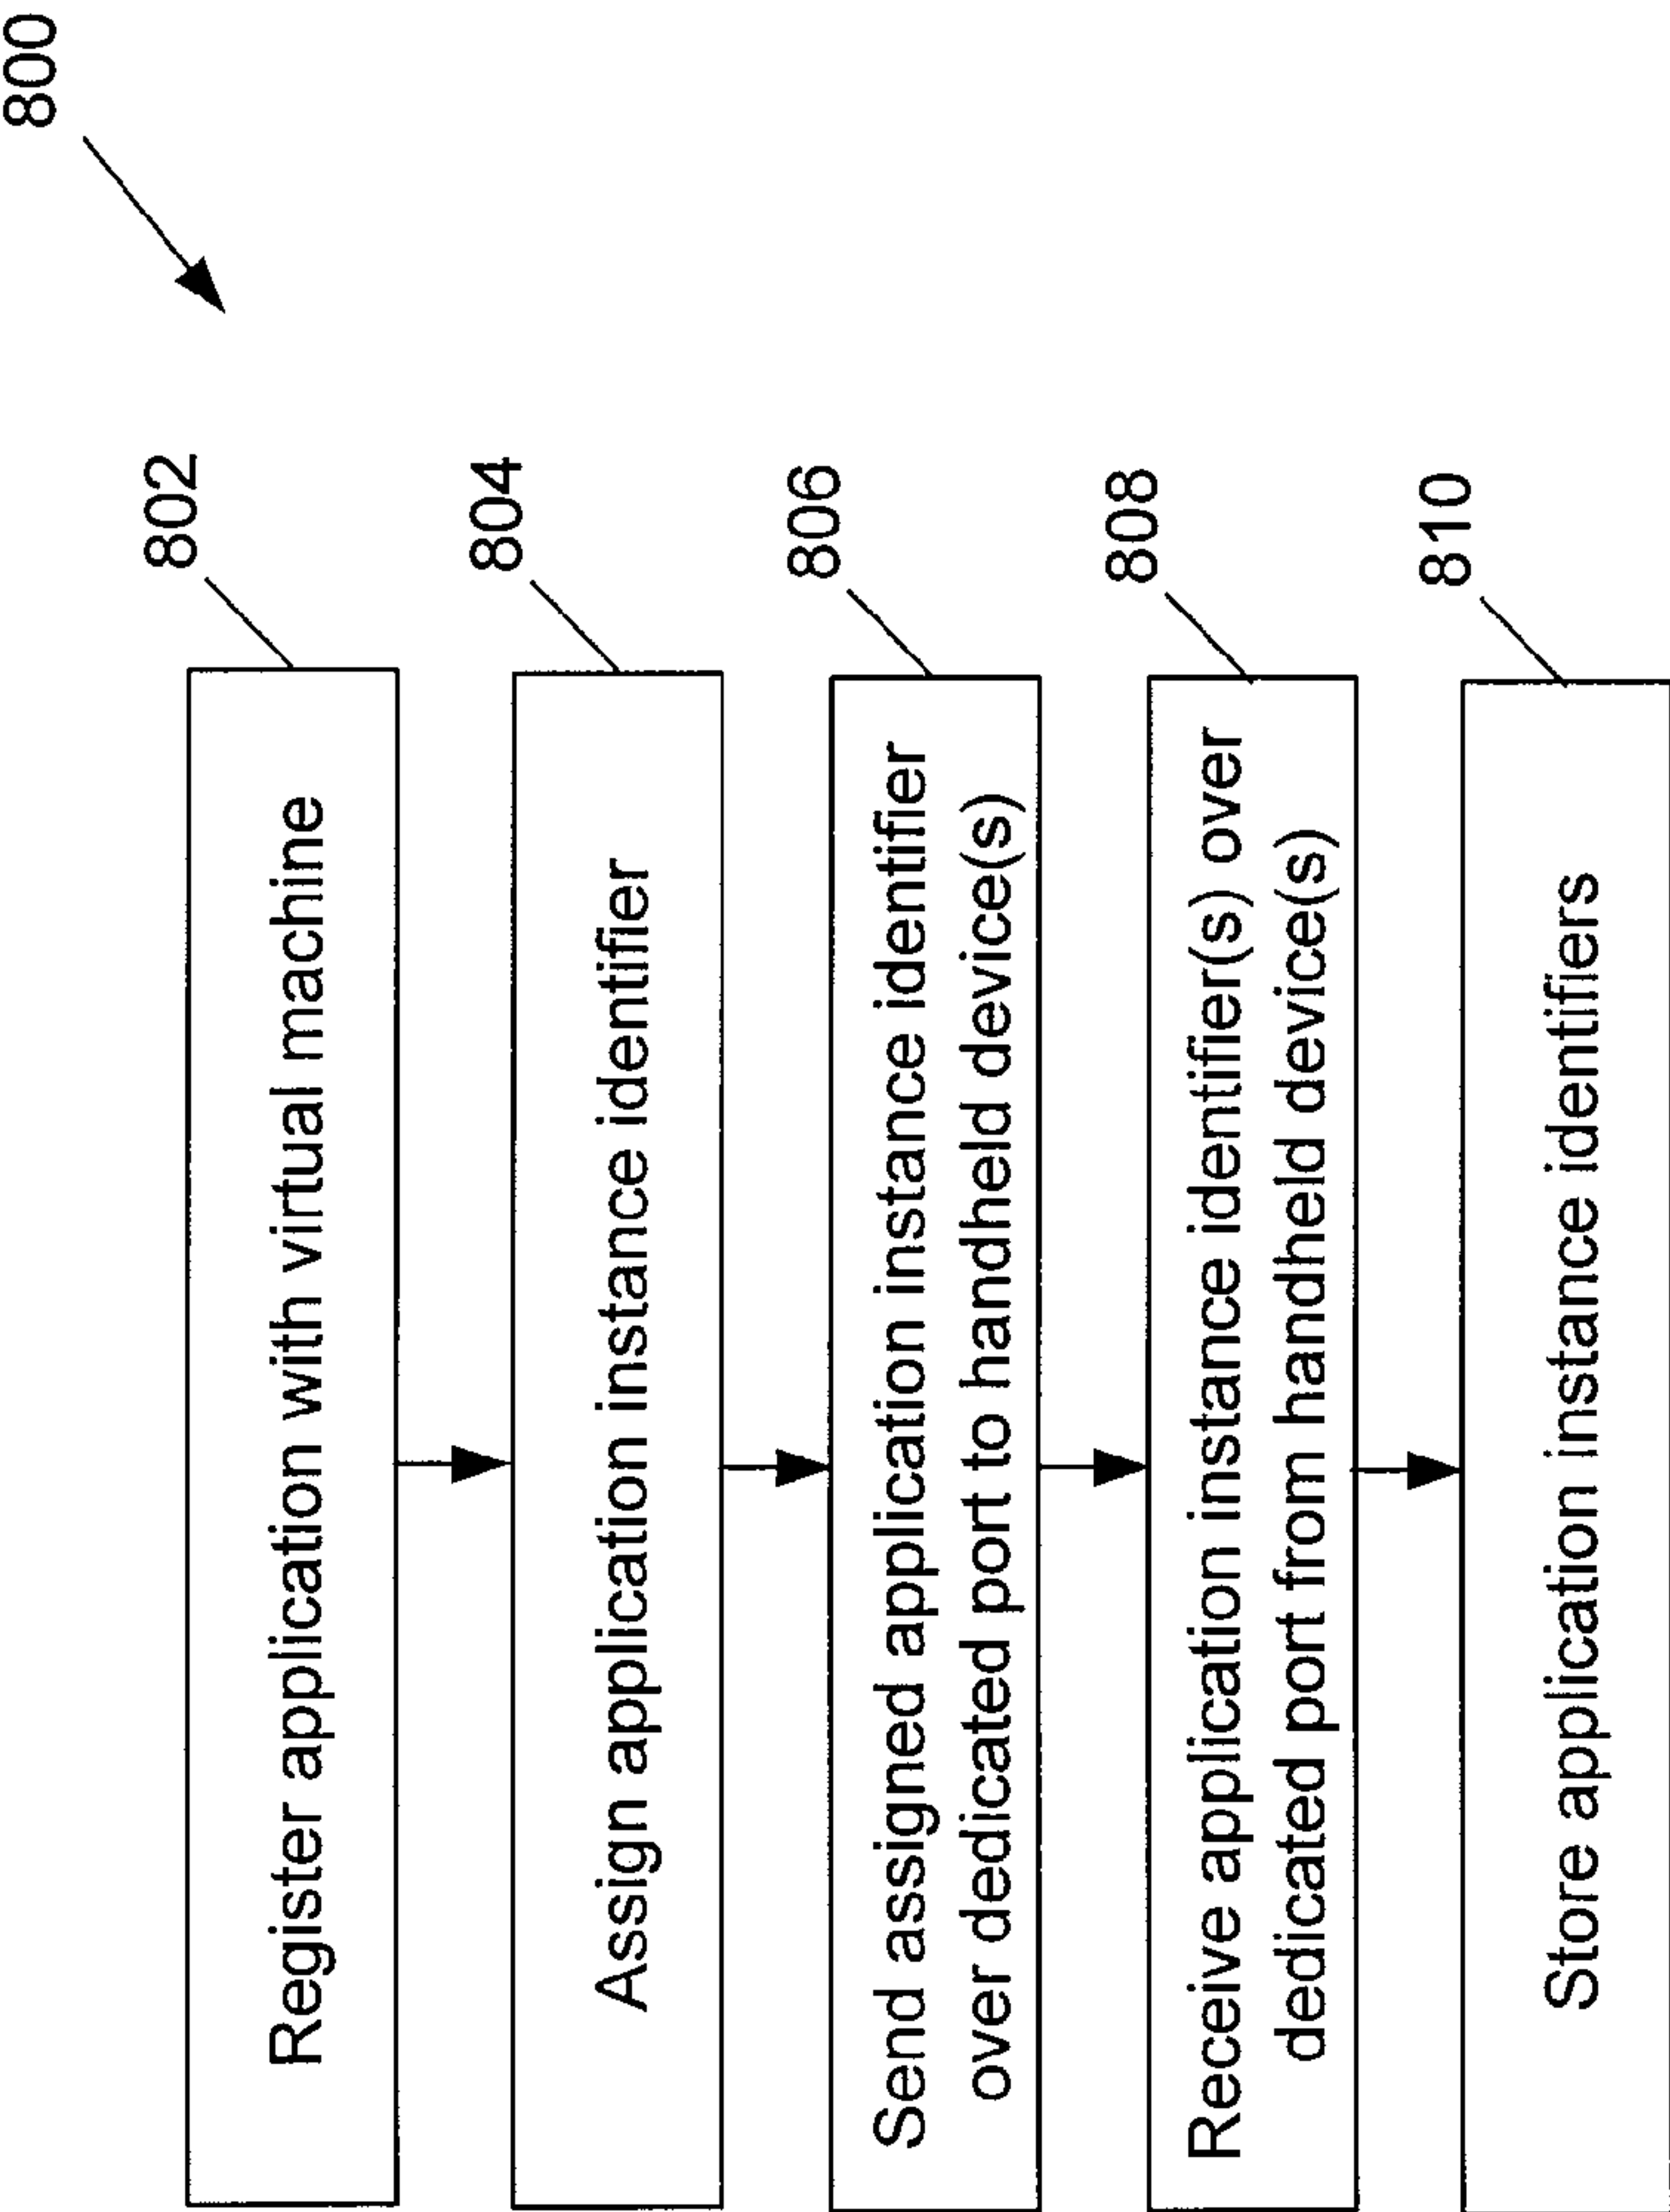 800
802
Register application with virtual machine
804
Assign application instance identifier
806
Send assigned application instance identifier
over dedicated port to handheld device(s)
808
Receive application instance identifier(s) over
dedicated port from handheld device(s)
810
Store application instance identifiers